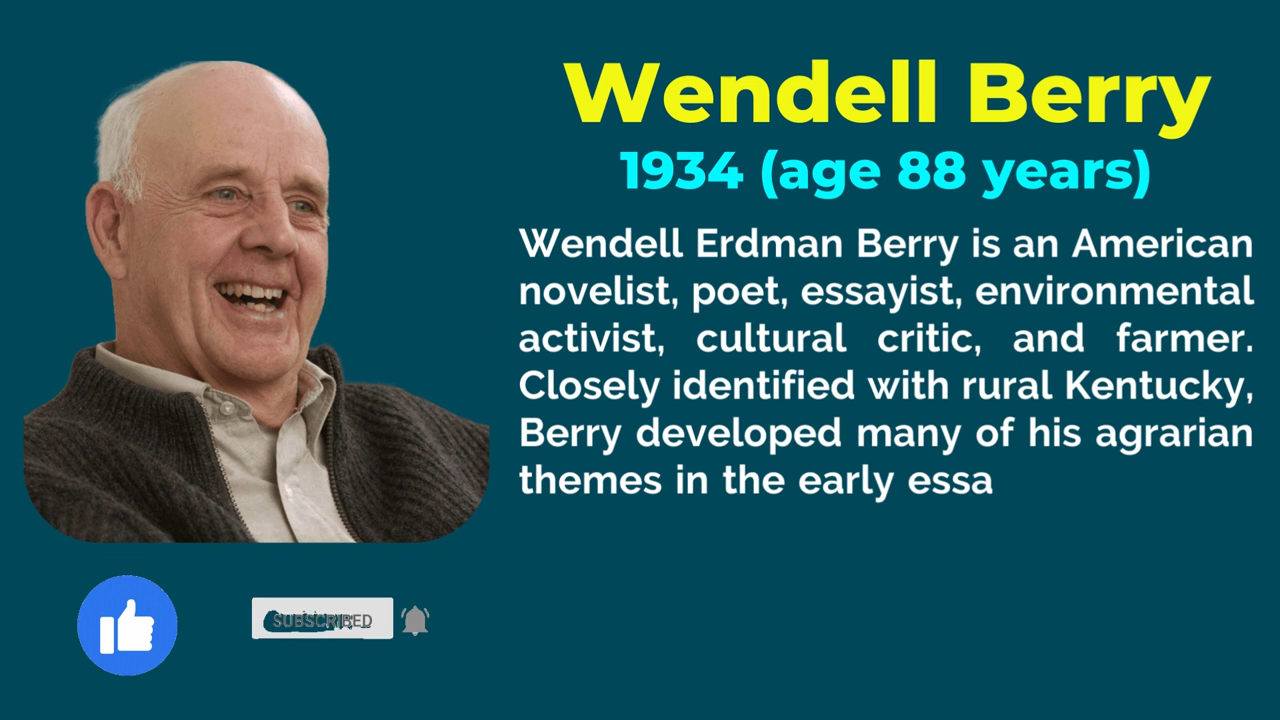 Wendell Berry
1934 (age 88 years)
Wendell Erdman Berry is an American
novelist, poet, essayist, environmental
activist, cultural critic, and farmer.
Closely identified with rural Kentucky,
Berry developed many of his agrarian
themes in the early essa
SUBSCRIBED